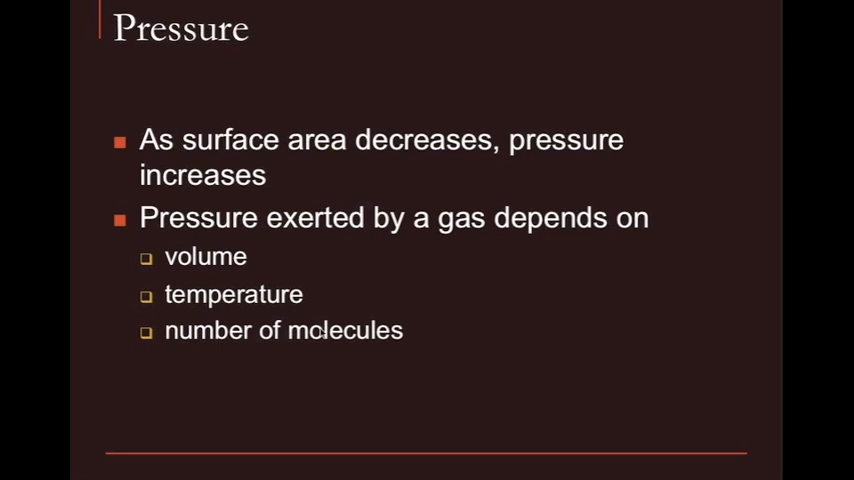 Pressure
As surface area decreases, pressure
increases
Pressure exerted by a gas depends on
volume
temperature
number of molecules